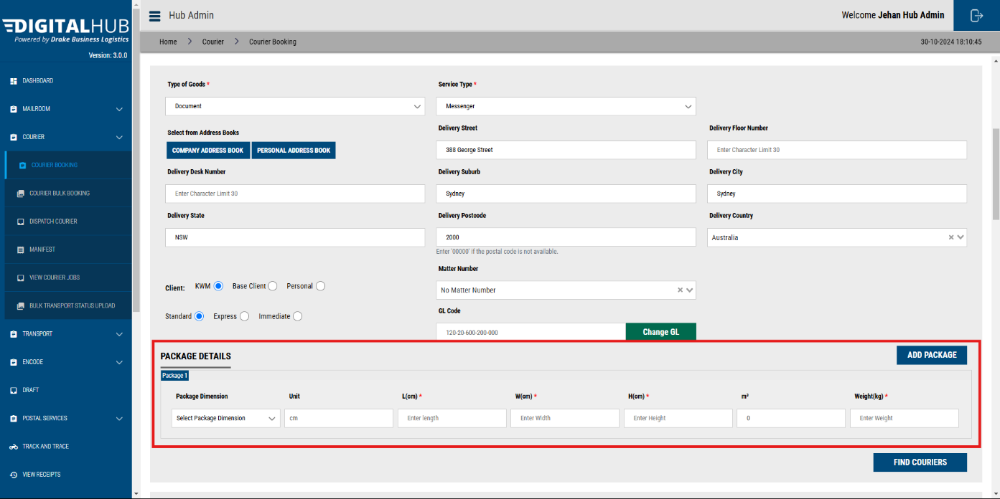 DIGITALHUB
Powered by Drake Business Logistics
Version: 3.0.0
DASHBOARD
MAILROOM
COURIER
COURIER BOOKING
COURIER BULK BOOKING
DISPATCH COURIER
MANIFEST
VIEW COURIER JOBS
BULK TRANSPORT STATUS UPLOAD
TRANSPORT
ENCODE
DRAFT
POSTAL SERVICES
TRACK AND TRACE
VIEW RECEIPTS
Hub Admin
Welcome Jehan Hub Admin
Home > Courier > Courier Booking
30-10-2024 18:10:45
Type of Goods *
Service Type *
Document
Messenger
Select from Address Books
Delivery Street
Delivery Floor Number
COMPANY ADDRESS BOOK
PERSONAL ADDRESS BOOK
388 George Street
Enter Character Limit 30
Delivery Desk Number
Delivery Suburb
Delivery City
Enter Character Limit 30
Sydney
Sydney
Delivery State
Delivery Postcode
Delivery Country
NSW
2000
Australia
Enter '00000' if the postal code is not available.
Matter Number
Client: KWM Base Client Personal
No Matter Number
GL Code
Standard Express Immediate
120-20-600-200-000
Change GL
PACKAGE DETAILS
ADD PACKAGE
Package 1
Package Dimension
Unit
L(cm) *
W(cm) *
H(cm) *
m³
Weight(kg) *
Select Package Dimension
cm
Enter length
Enter Width
Enter Height
0
Enter Weight
FIND COURIERS